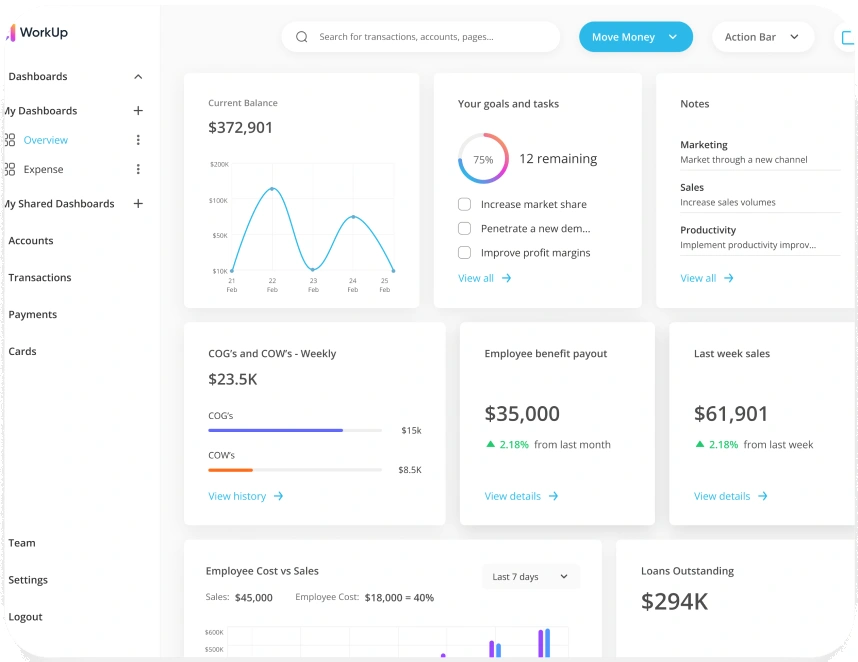 WorkUp
Search for transactions, accounts, pages...
Move Money
Action Bar
Dashboards
My Dashboards
Overview
Expense
My Shared Dashboards
Accounts
Transactions
Payments
Cards
Team
Settings
Logout
Current Balance
$372,901
$200K
$100K
$50K
$10K
21 22 23 24 25
Feb Feb Feb Feb Feb
Your goals and tasks
75%
12 remaining
Increase market share
Penetrate a new dem...
Improve profit margins
View all
Notes
Marketing
Market through a new channel
Sales
Increase sales volumes
Productivity
Implement productivity improv...
View all
COG's and COW's - Weekly
$23.5K
COG's
$15k
COW's
$8.5K
View history
Employee benefit payout
$35,000
2.18% from last month
View details
Last week sales
$61,901
2.18% from last week
View details
Employee Cost vs Sales
Last 7 days
Sales: $45,000 Employee Cost: $18,000 = 40%
$600K
$500K
Loans Outstanding
$294K